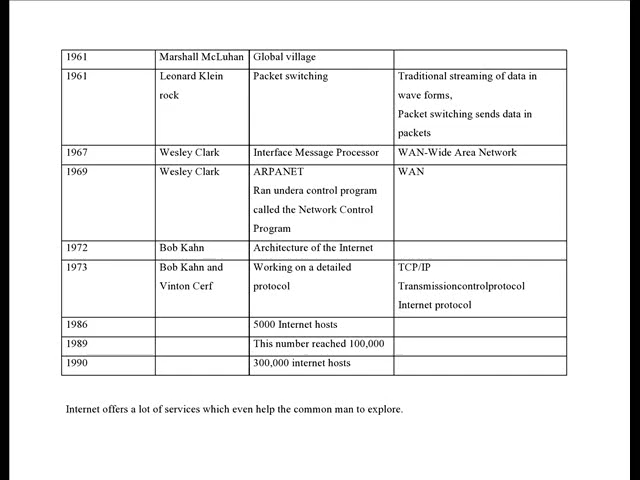 1961 Marshall McLuhan Global village
1961 Leonard Klein Packet switching Traditional streaming of data in
rock wave forms,
Packet switching sends data in
packets
1967 Wesley Clark Interface Message Processor WAN-Wide Area Network
1969 Wesley Clark ARPANET WAN
Ran undera control program
called the Network Control
Program
1972 Bob Kahn Architecture of the Internet
1973 Bob Kahn and Working on a detailed TCP/IP
Vinton Cerf protocol Transmissioncontrolprotocol
Internet protocol
1986 5000 Internet hosts
1989 This number reached 100,000
1990 300,000 internet hosts
Internet offers a lot of services which even help the common man to explore.